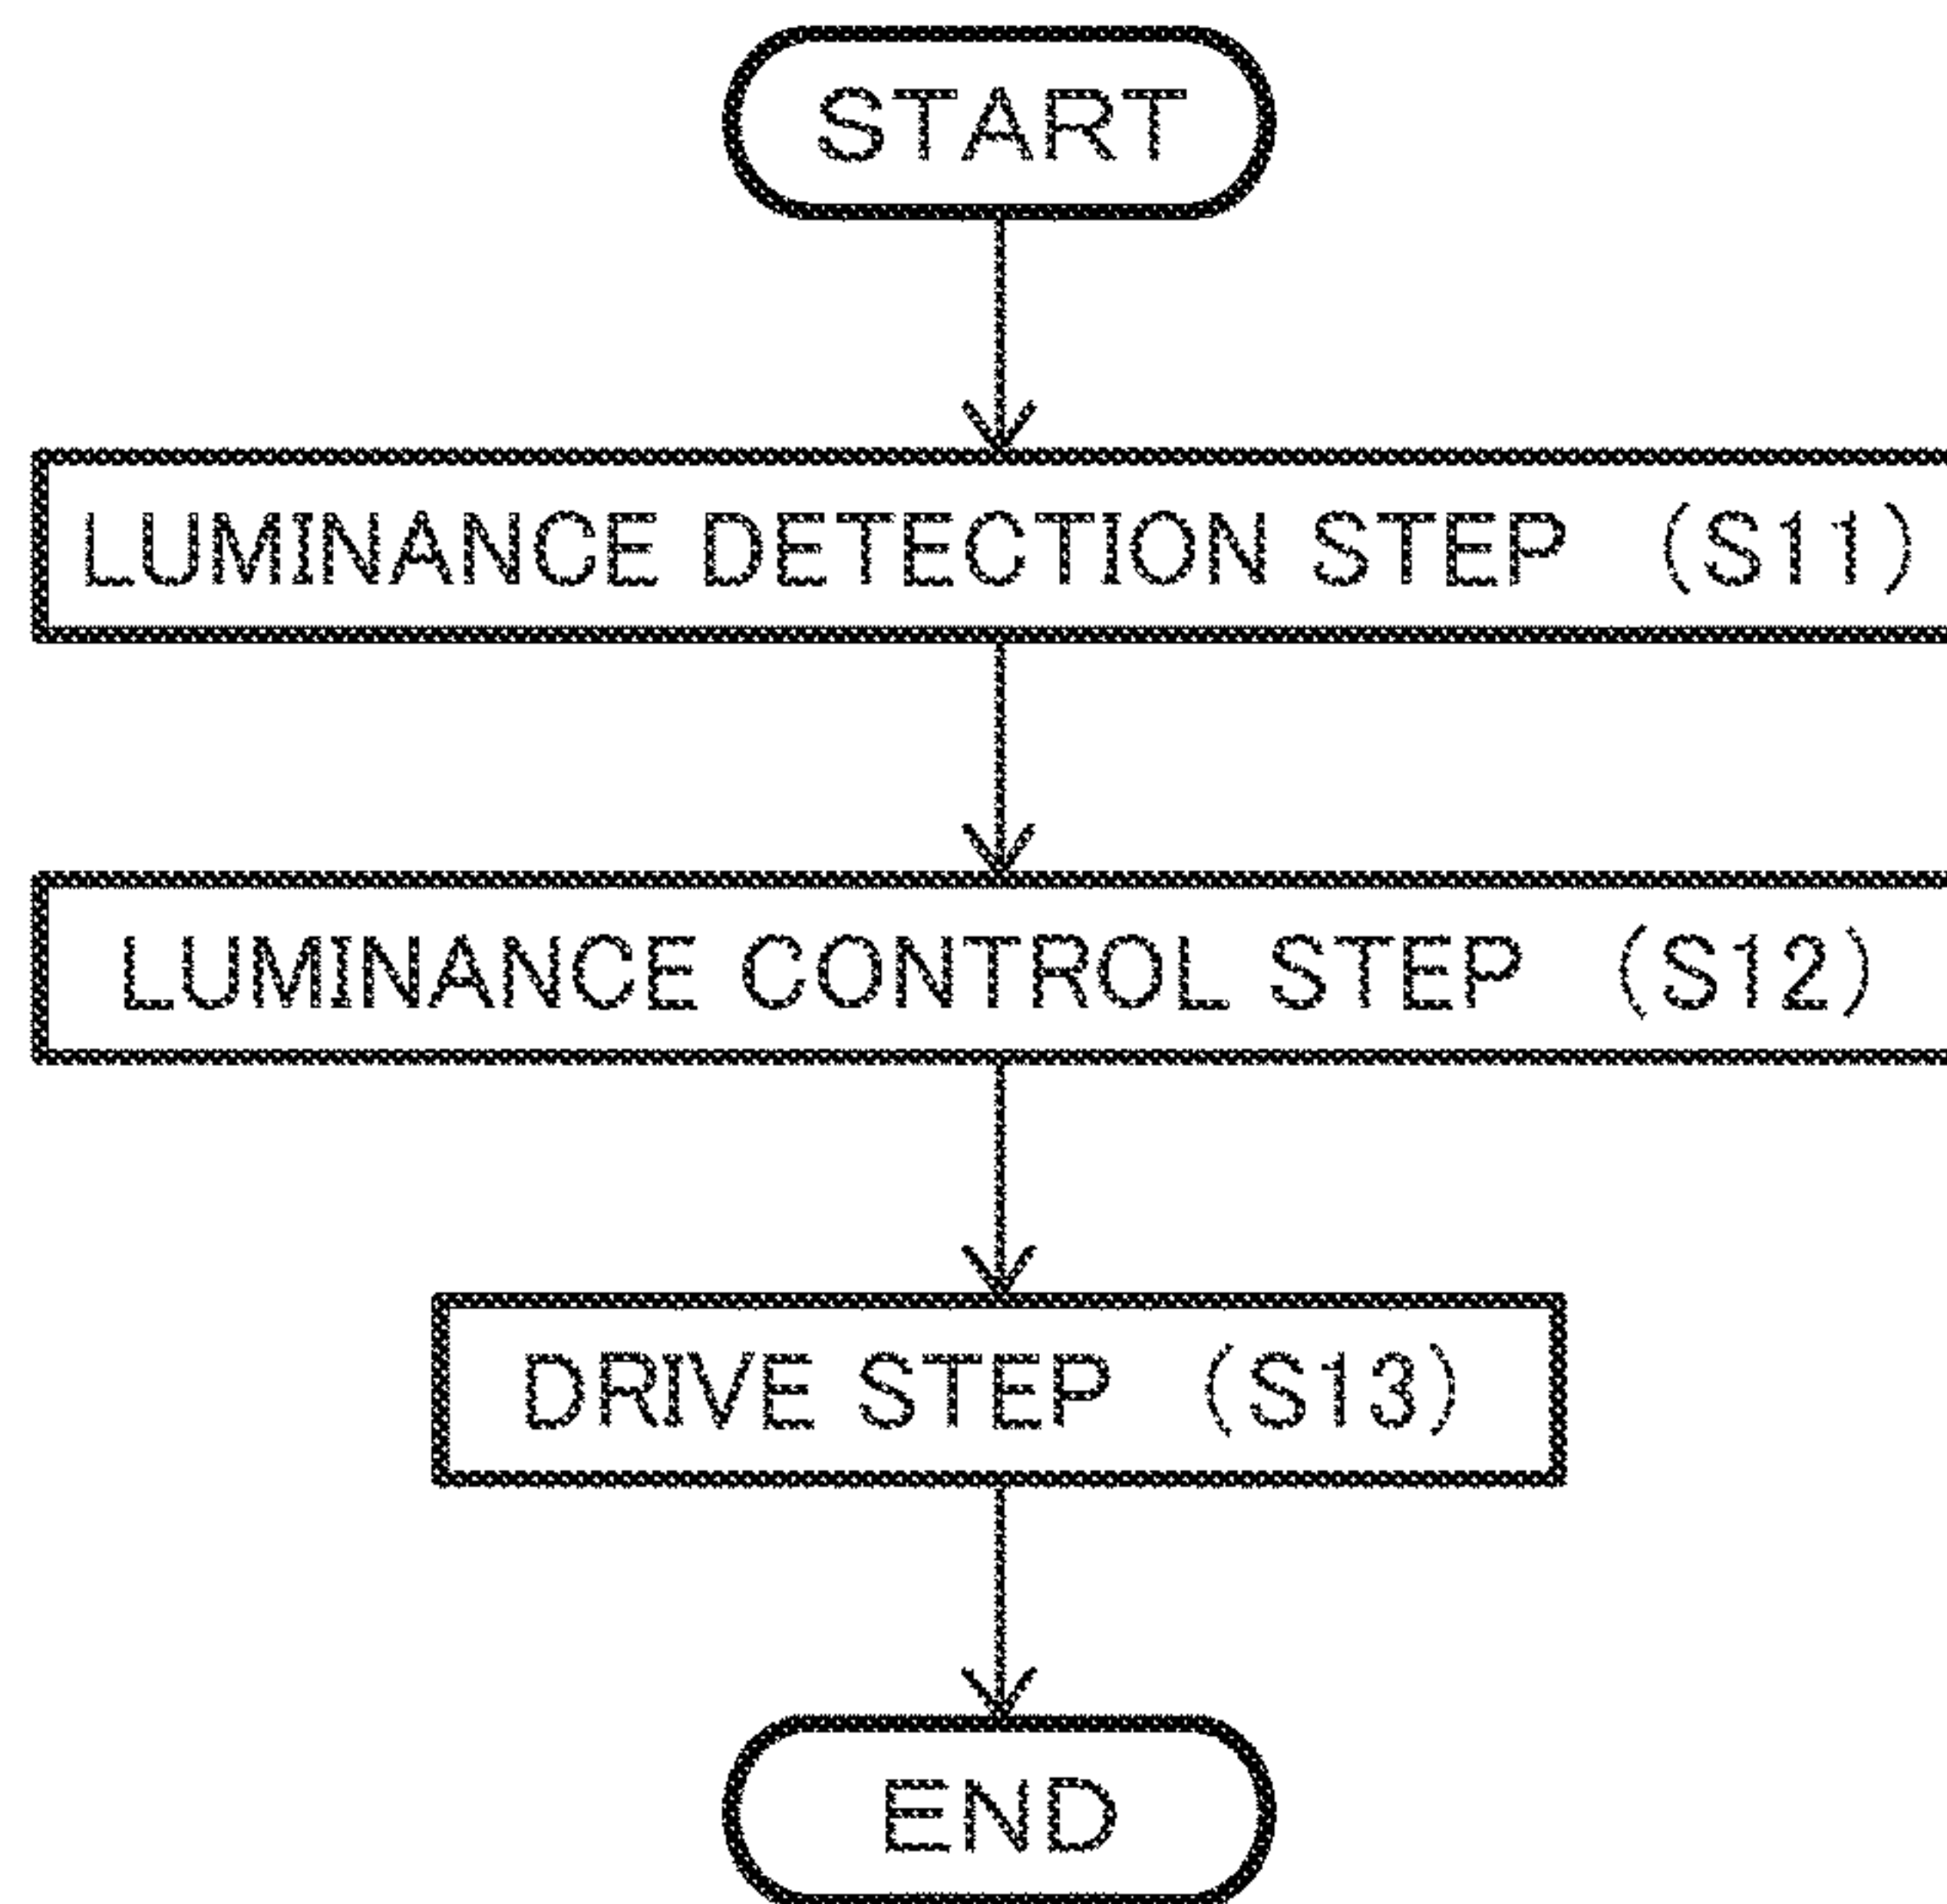 START
LUMINANCE DETECTION STEP (S11)
LUMINANCE CONTROL STEP (S12)
DRIVE STEP (S13)
END